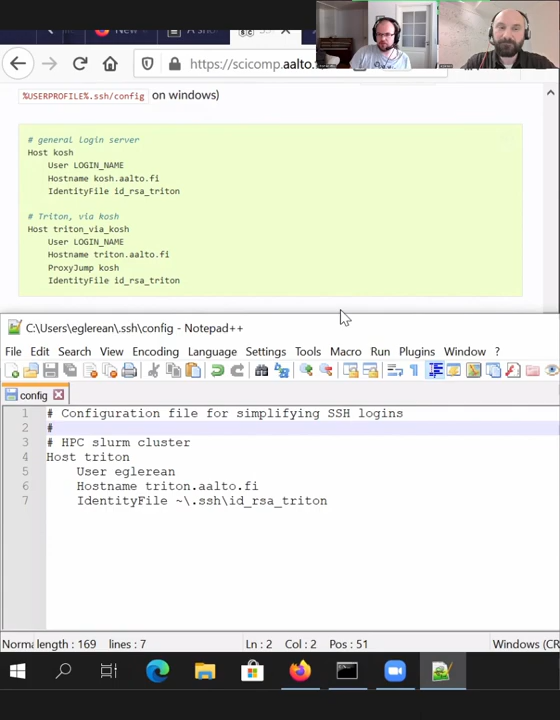 https://scicomp.aalto.
%USERPROFILE%.ssh/config on windows)
# general login server
Host kosh
User LOGIN_NAME
Hostname kosh.aalto.fi
IdentityFile id_rsa_triton
# Triton, via kosh
Host triton_via_kosh
User LOGIN_NAME
Hostname triton.aalto.fi
ProxyJump kosh
IdentityFile id_rsa_triton
C:\Users\eglerean\.ssh\config - Notepad++
File Edit Search View Encoding Language Settings Tools Macro Run Plugins Window ?
config
1 # Configuration file for simplifying SSH logins
2 #
3 # HPC slurm cluster
4 Host triton
5 User eglerean
6 Hostname triton.aalto.fi
7 IdentityFile ~\.ssh\id_rsa_triton
Norma length : 169 lines : 7 Ln : 2 Col : 2 Pos : 51 Windows (CR